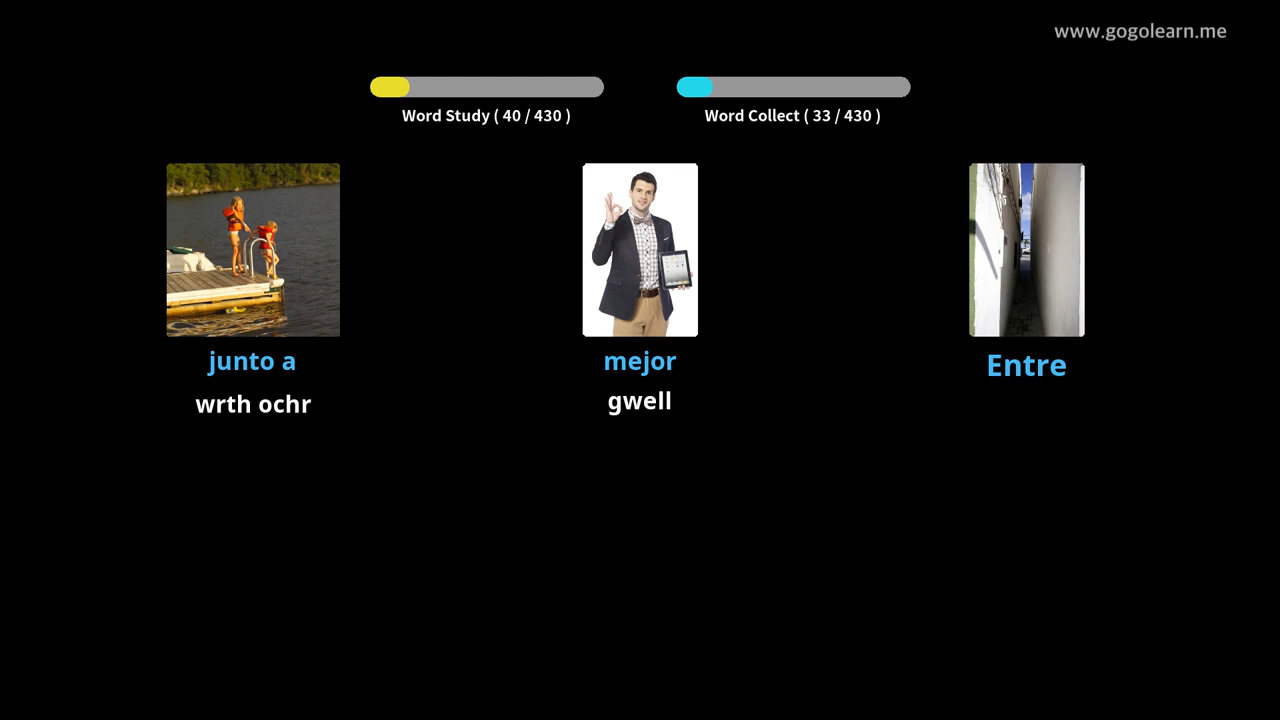 www.gogolearn.me
Word Study ( 40 / 430 )
Word Collect ( 33 / 430 )
junto a
wrth ochr
mejor
gwell
Entre